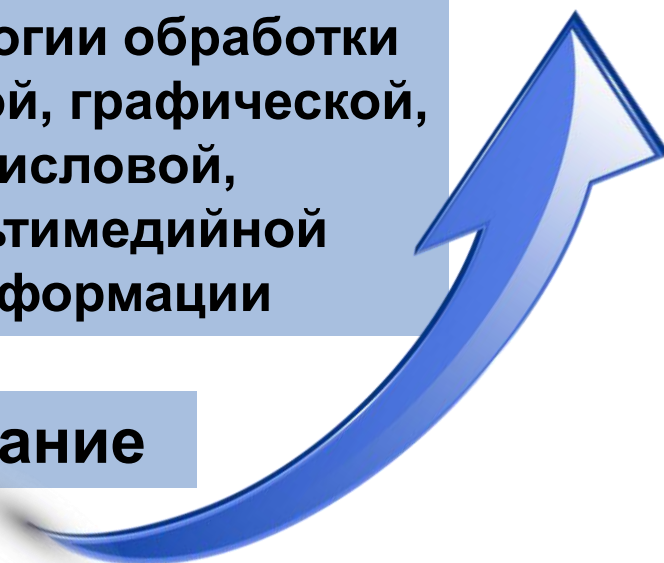 огии обработки
ой, графической,
исловой,
ьтимедийной
формации
ание